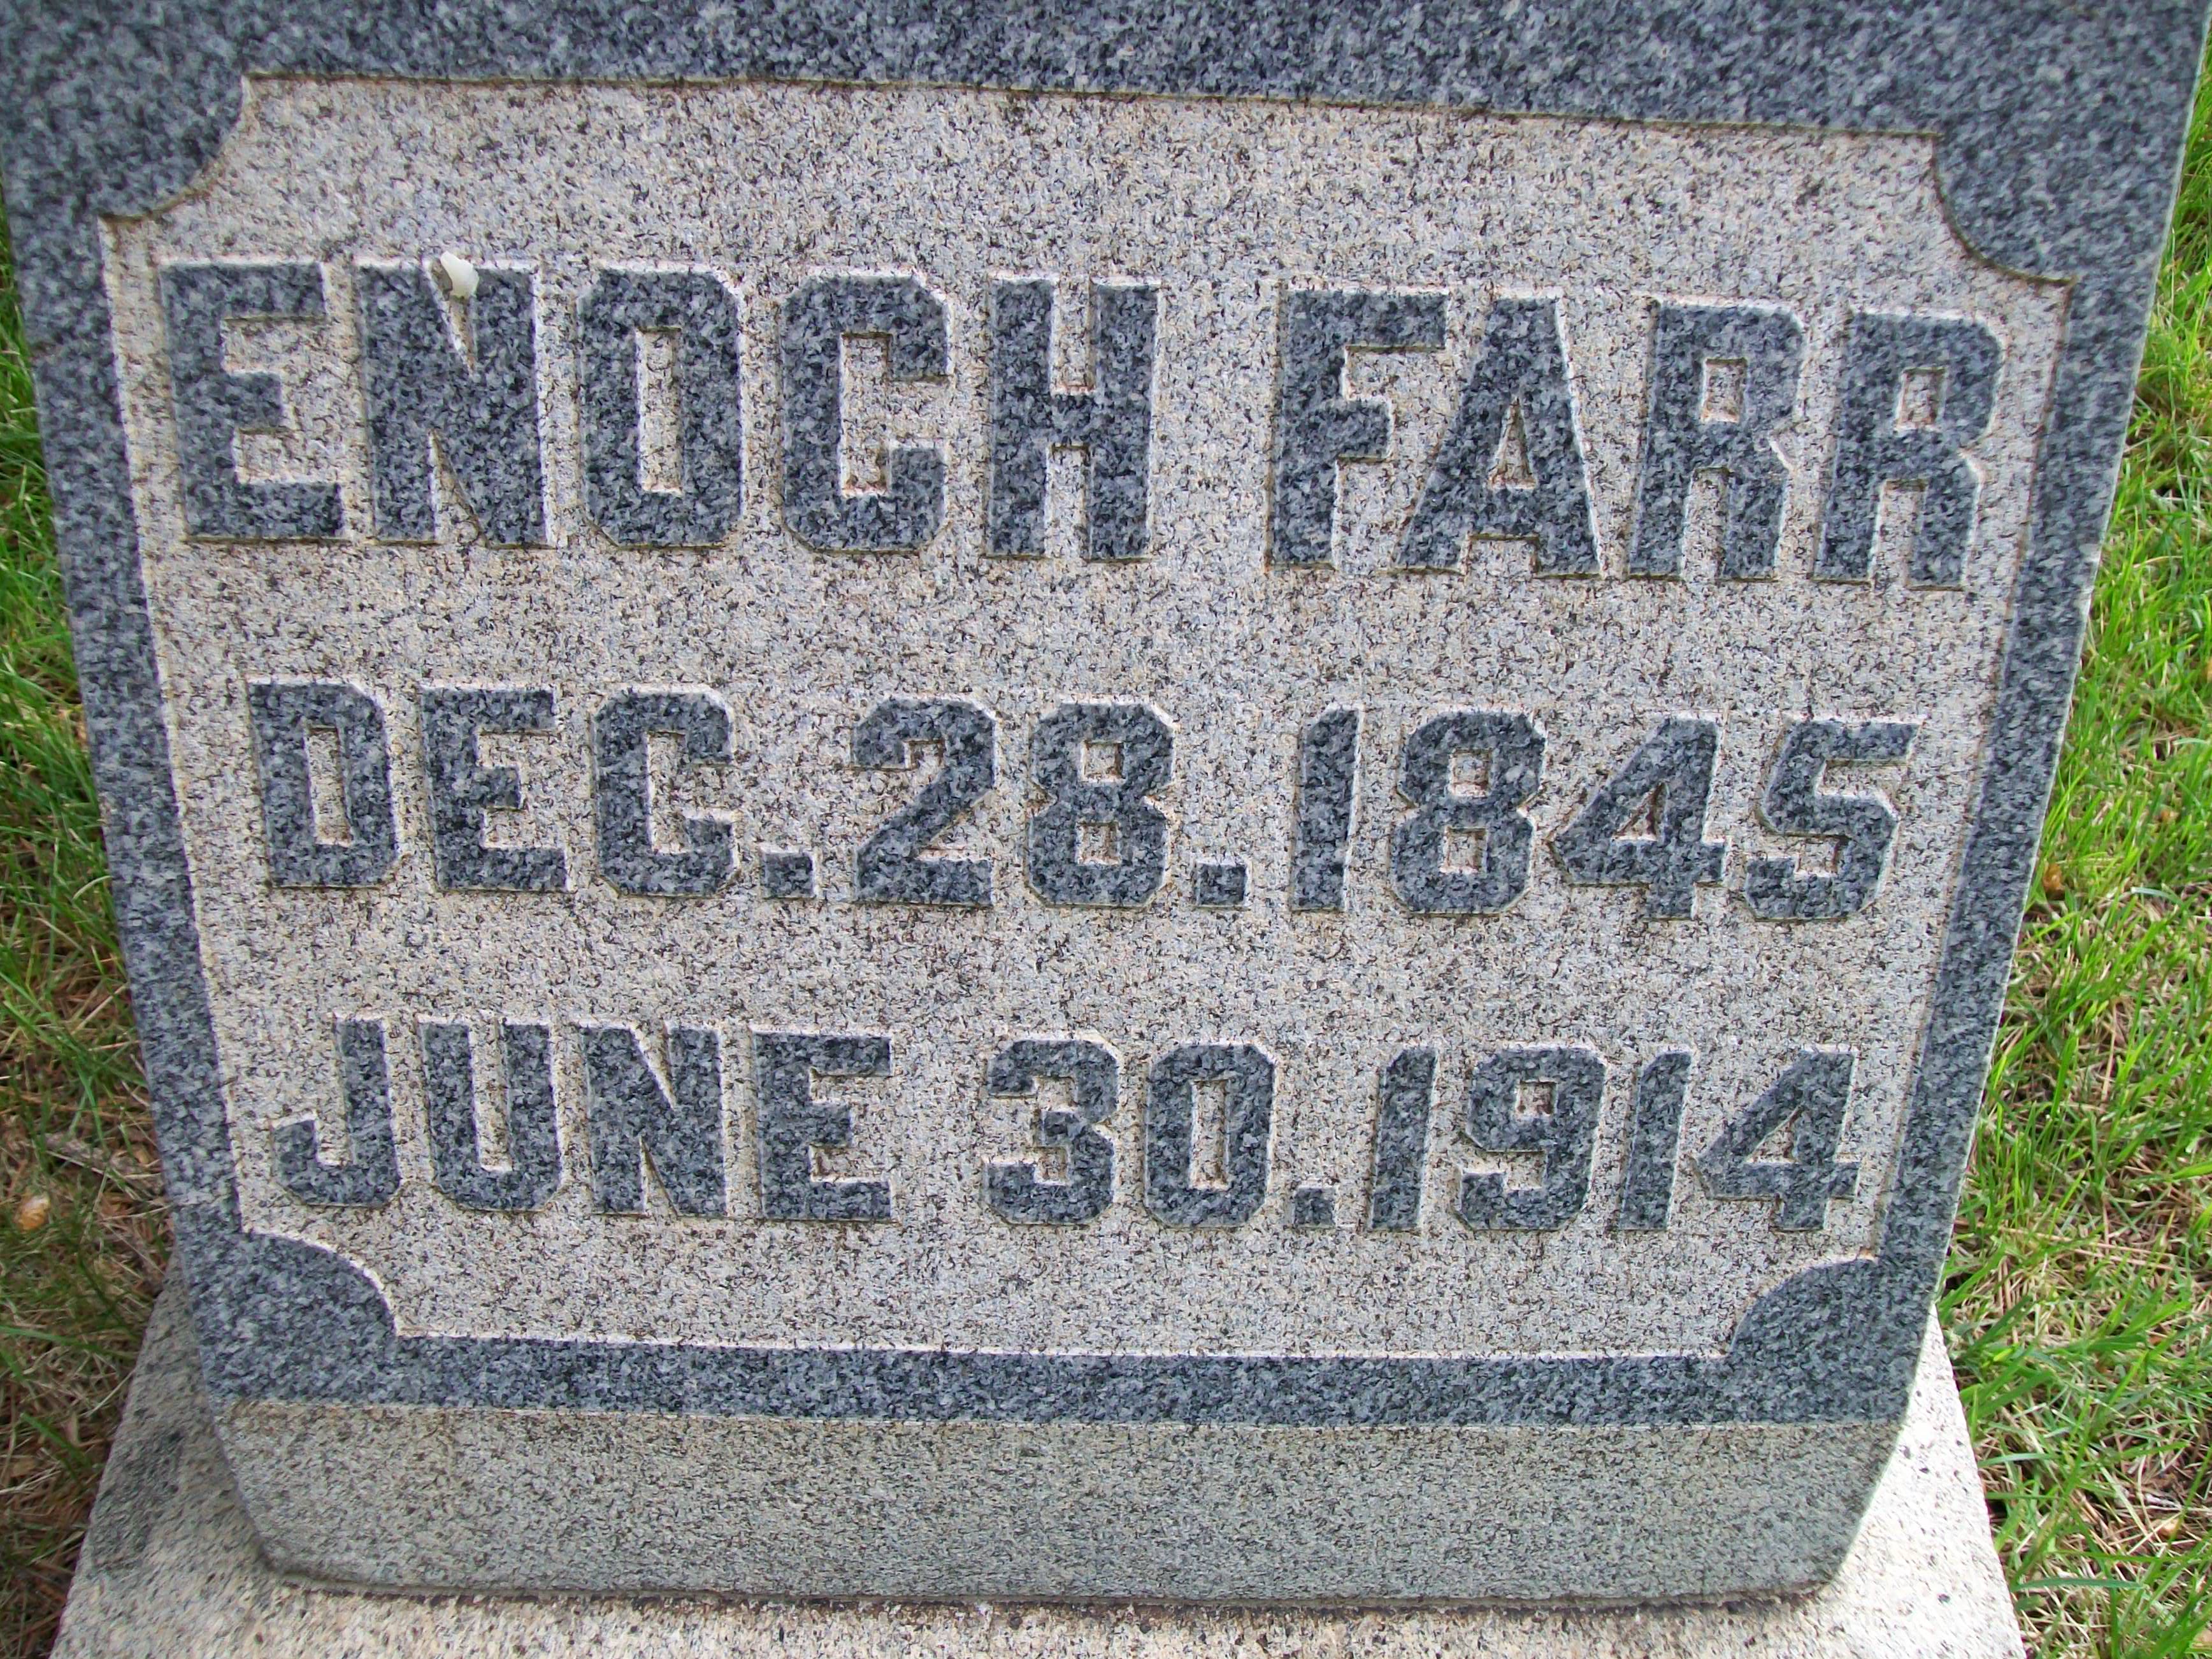 ENOCH FARR
DEC. 28. 1845
JUNE 30. 1914